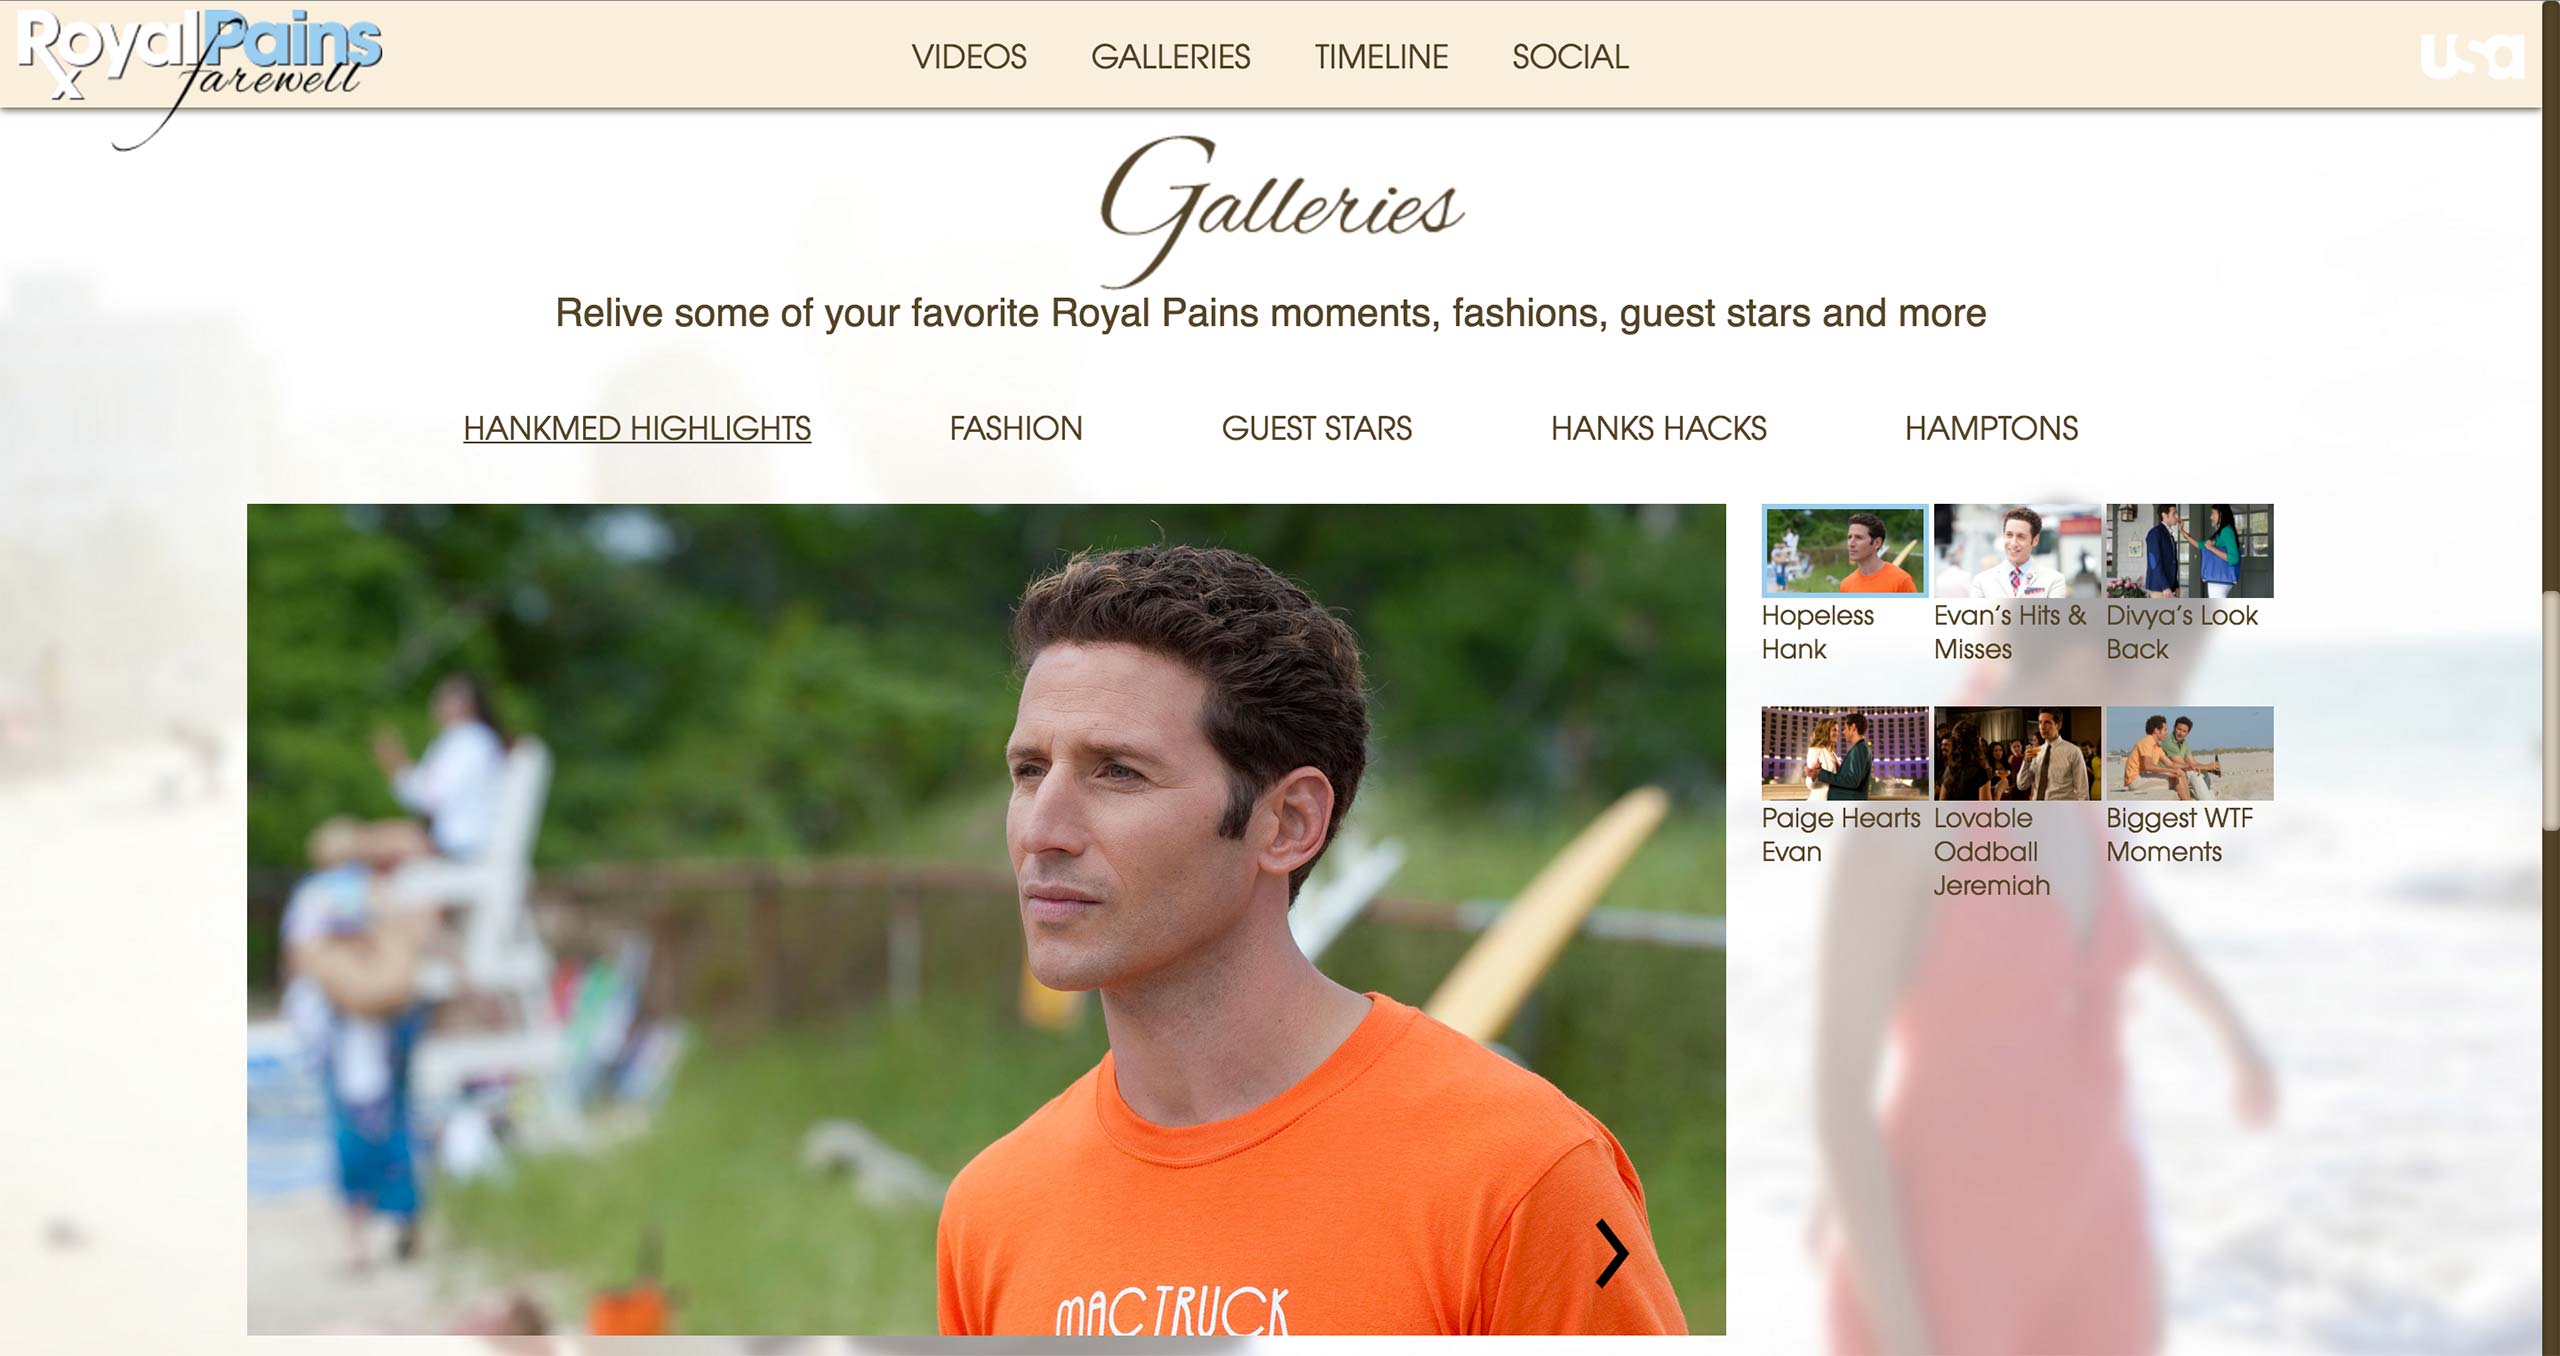 RoyalPains
Rx
farewell
VIDEOS
GALLERIES
TIMELINE
SOCIAL
usa
Galleries
Relive some of your favorite Royal Pains moments, fashions, guest stars and more
HANKMED HIGHLIGHTS
FASHION
GUEST STARS
HANKS HACKS
HAMPTONS
Hopeless
Hank
Evan's Hits &
Misses
Divya's Look
Back
Paige Hearts
Evan
Lovable
Oddball
Jeremiah
Biggest WTF
Moments
MACTRUCK